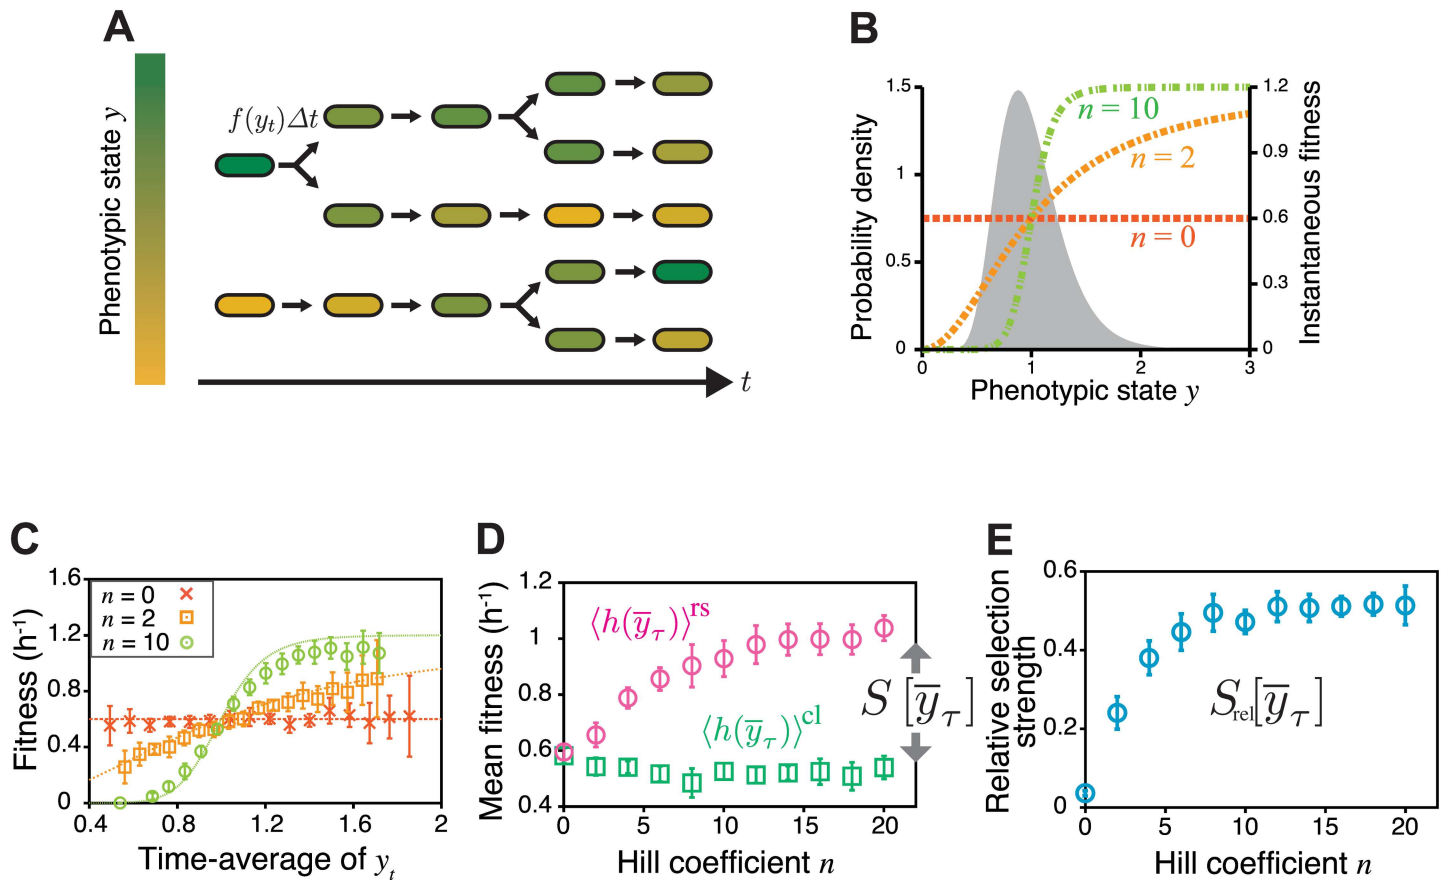 A
Phenotypic state y
f(y_t)Δt
t
B
Probability density
1.5
1
0.5
0
n = 10
n = 2
n = 0
1.2
0.9
0.6
0.3
0
Instantaneous fitness
0
1
2
3
Phenotypic state y
C
Fitness (h⁻¹)
1.6
1.2
0.8
0.4
0
n = 0
n = 2
n = 10
0.4
0.8
1.2
1.6
2
Time-average of y_t
D
Mean fitness (h⁻¹)
1.2
1
0.8
0.6
0.4
⟨h(y̅_τ)⟩^rs
⟨h(y̅_τ)⟩^cl
S [y̅_τ]
0
5
10
15
20
Hill coefficient n
E
Relative selection
strength
0.6
0.4
0.2
0
S_rel[y̅_τ]
0
5
10
15
20
Hill coefficient n